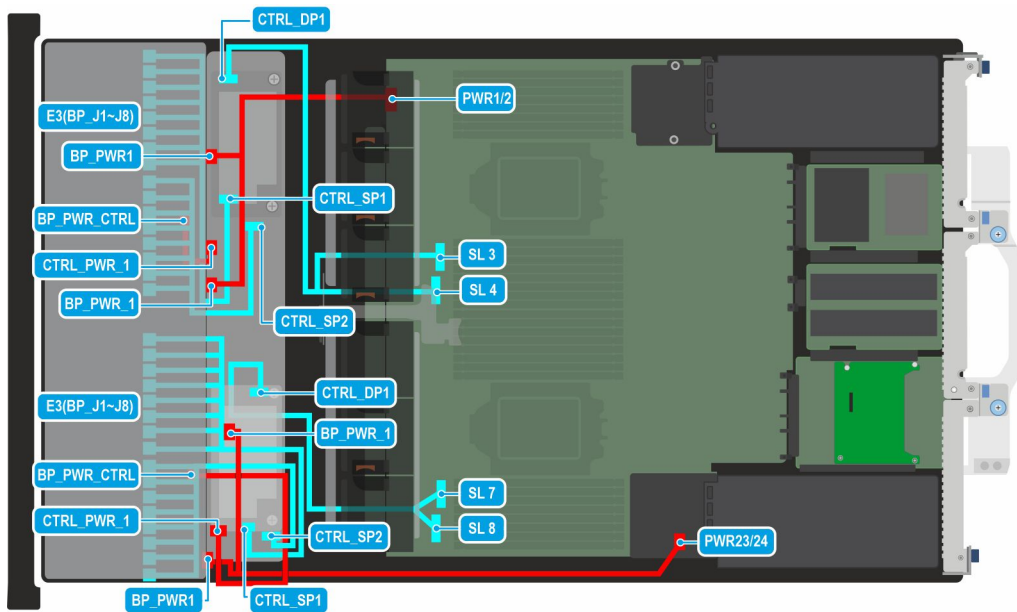 CTRL_DP1
PWR1/2
E3(BP_J1~J8)
BP_PWR1
CTRL_SP1
BP_PWR_CTRL
SL 3
CTRL_PWR_1
SL 4
BP_PWR_1
CTRL_SP2
CTRL_DP1
E3(BP_J1~J8)
BP_PWR_1
BP_PWR_CTRL
SL 7
CTRL_PWR_1
SL 8
CTRL_SP2
PWR23/24
BP_PWR1
CTRL_SP1